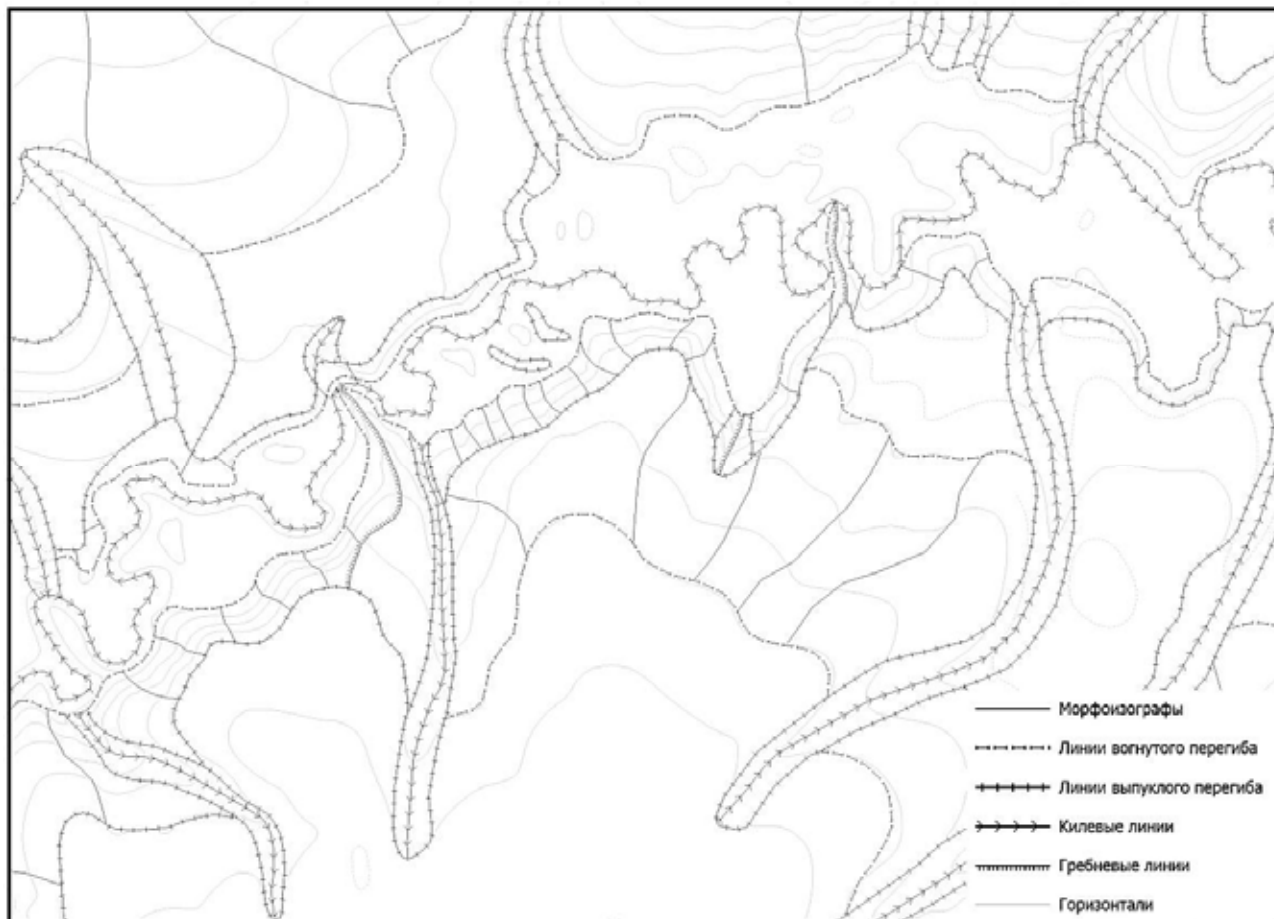 Морфоизографы
Линии вогнутого перегиба
Линии выпуклого перегиба
Килевые линии
Гребневые линии
Горизонтали